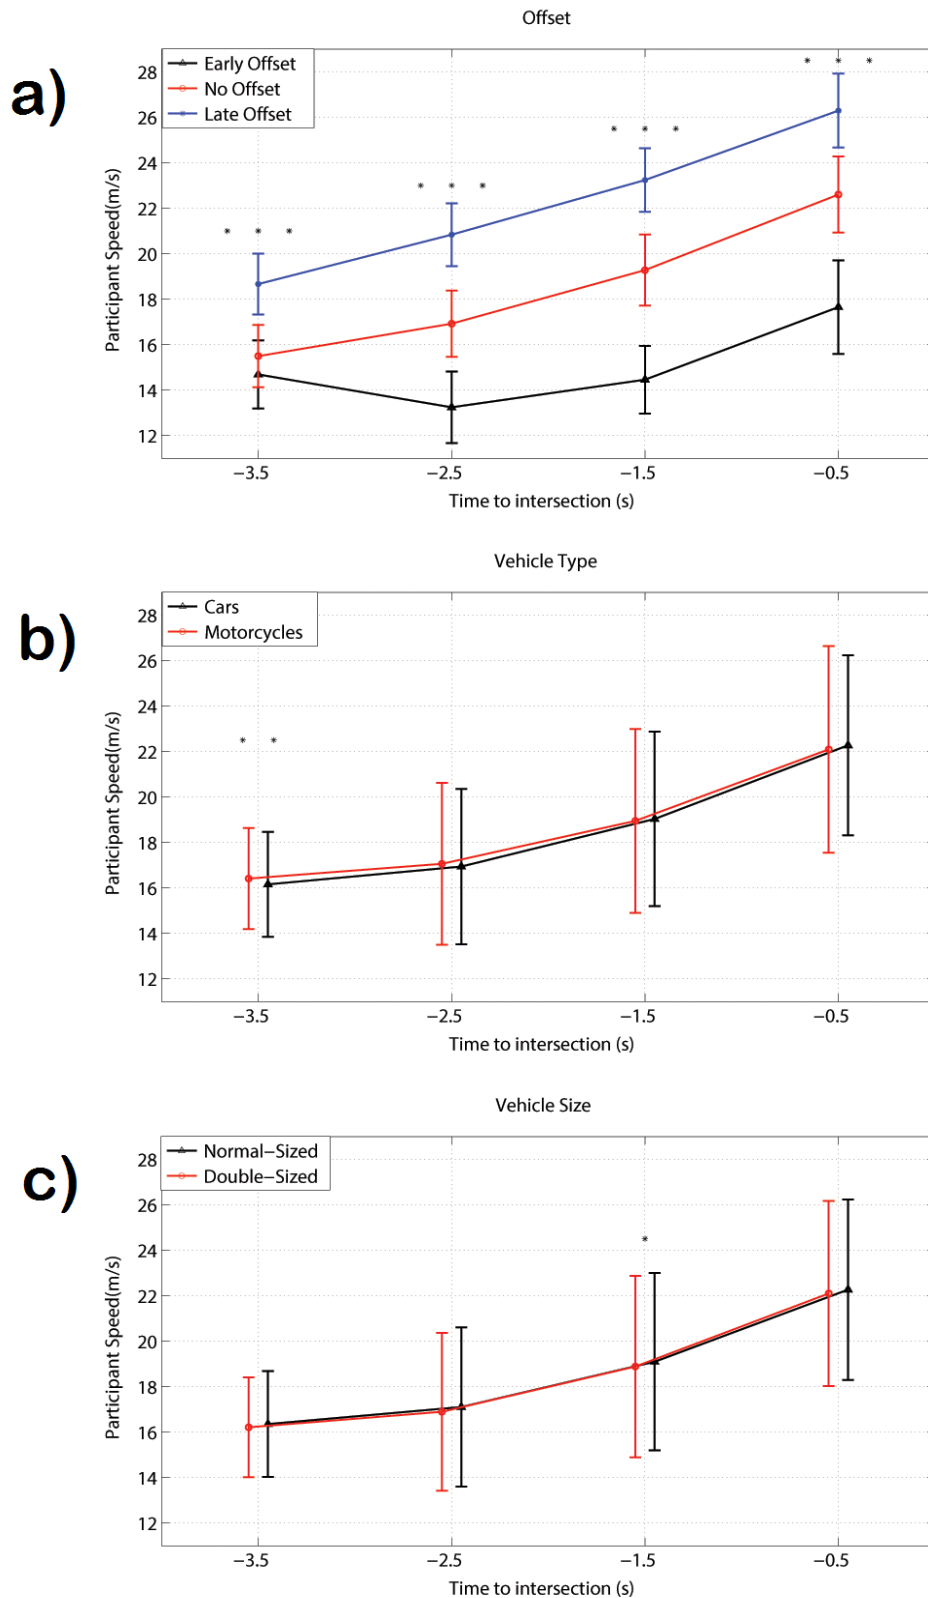 Offset
a)
Early Offset
No Offset
Late Offset
28
26
24
22
20
18
16
14
12
Participant Speed(m/s)
* * *
* * *
* * *
* * *
−3.5 −2.5 −1.5 −0.5
Time to intersection (s)
Vehicle Type
b)
Cars
Motorcycles
28
26
24
22
20
18
16
14
12
Participant Speed(m/s)
* *
−3.5 −2.5 −1.5 −0.5
Time to intersection (s)
Vehicle Size
c)
Normal−Sized
Double−Sized
28
26
24
22
20
18
16
14
12
Participant Speed(m/s)
*
−3.5 −2.5 −1.5 −0.5
Time to intersection (s)